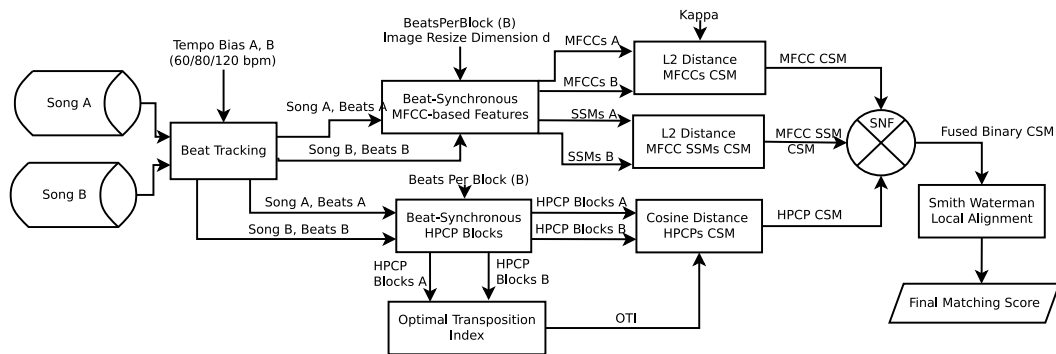 Kappa
BeatsPerBlock (B)
Image Resize Dimension d
Tempo Bias A, B
(60/80/120 bpm)
MFCCs A
L2 Distance
MFCCs CSM
MFCC CSM
Song A
Song A, Beats A
Beat-Synchronous
MFCC-based Features
MFCCs B
SSMs A
SNF
Beat Tracking
Song B, Beats B
SSMs B
L2 Distance
MFCC SSMs CSM
MFCC SSM
CSM
Fused Binary CSM
Song B
Beats Per Block (B)
Song A, Beats A
Song B, Beats B
Beat-Synchronous
HPCP Blocks
HPCP Blocks A
HPCP Blocks B
Cosine Distance
HPCPs CSM
HPCP CSM
Smith Waterman
Local Alignment
HPCP
Blocks A
HPCP
Blocks B
Optimal Transposition
Index
OTI
Final Matching Score